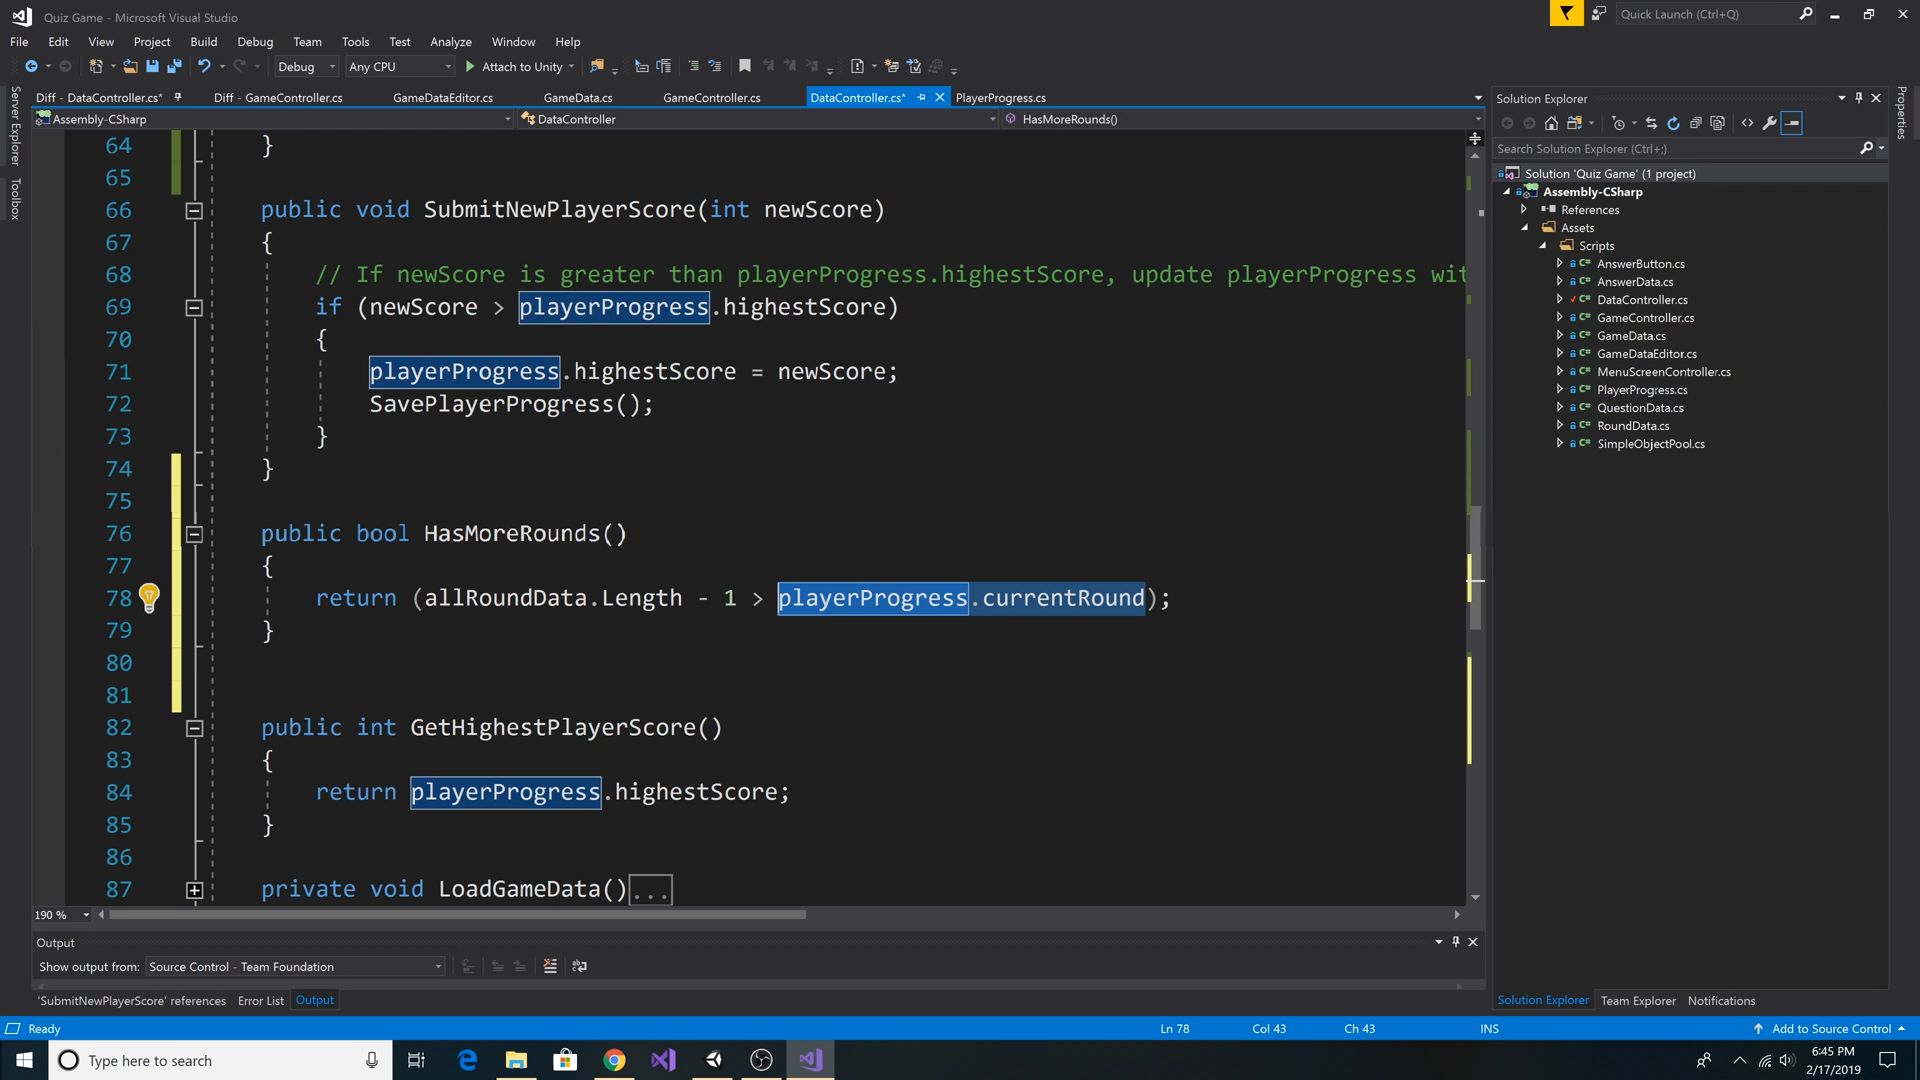 Quiz Game - Microsoft Visual Studio
Quick Launch (Ctrl+Q)
File Edit View Project Build Debug Team Tools Test Analyze Window Help
Debug Any CPU Attach to Unity
Server Explorer
Toolbox
Diff - DataController.cs* Diff - GameController.cs GameDataEditor.cs GameData.cs GameController.cs DataController.cs* PlayerProgress.cs
Assembly-CSharp DataController HasMoreRounds()
64 }
65
66 public void SubmitNewPlayerScore(int newScore)
67 {
68 // If newScore is greater than playerProgress.highestScore, update playerProgress wit
69 if (newScore > playerProgress.highestScore)
70 {
71 playerProgress.highestScore = newScore;
72 SavePlayerProgress();
73 }
74 }
75
76 public bool HasMoreRounds()
77 {
78 return (allRoundData.Length - 1 > playerProgress.currentRound);
79 }
80
81
82 public int GetHighestPlayerScore()
83 {
84 return playerProgress.highestScore;
85 }
86
87 private void LoadGameData()...
190 %
Output
Show output from: Source Control - Team Foundation
'SubmitNewPlayerScore' references Error List Output
Solution Explorer
Properties
Search Solution Explorer (Ctrl+;)
Solution 'Quiz Game' (1 project)
Assembly-CSharp
References
Assets
Scripts
AnswerButton.cs
AnswerData.cs
DataController.cs
GameController.cs
GameData.cs
GameDataEditor.cs
MenuScreenController.cs
PlayerProgress.cs
QuestionData.cs
RoundData.cs
SimpleObjectPool.cs
Solution Explorer Team Explorer Notifications
Ready Ln 78 Col 43 Ch 43 INS Add to Source Control
Type here to search
6:45 PM
2/17/2019